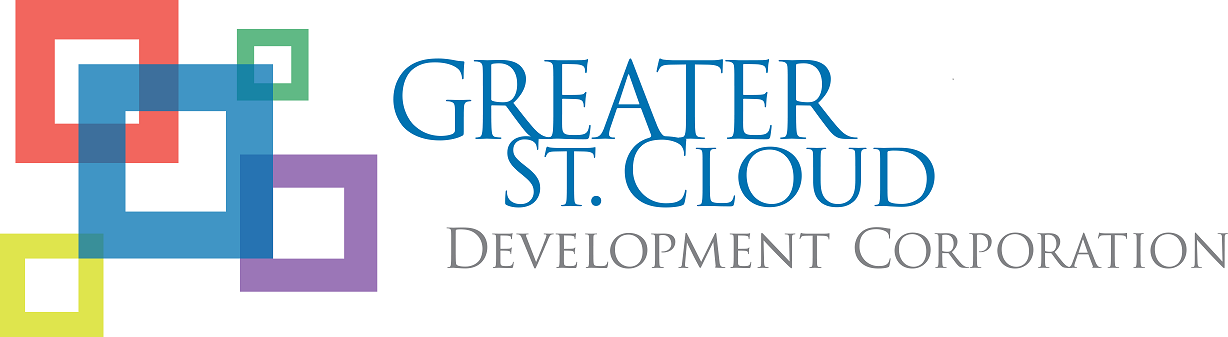 GREATER
ST. CLOUD
DEVELOPMENT CORPORATION